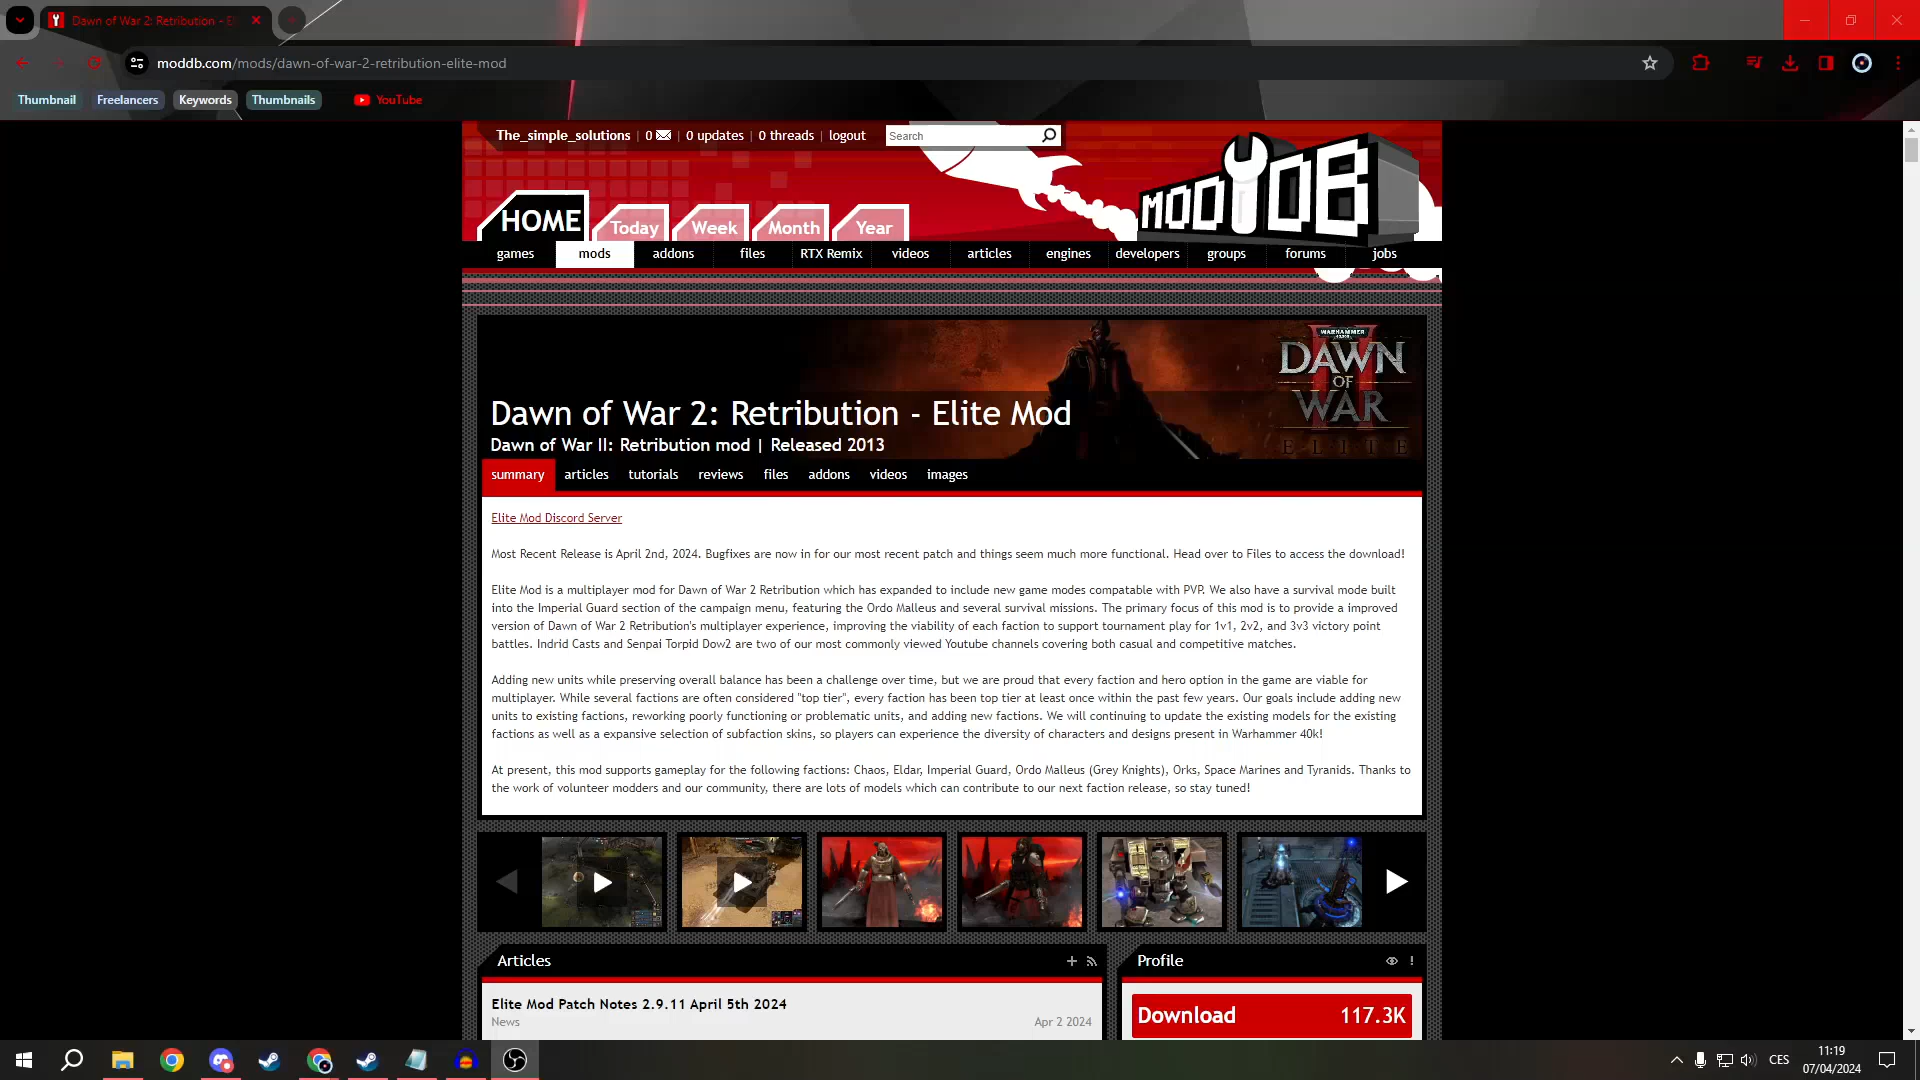 Dawn of War 2: Retribution - E
moddb.com/mods/dawn-of-war-2-retribution-elite-mod
Thumbnail Freelancers Keywords Thumbnails YouTube
The_simple_solutions | 0 | 0 updates | 0 threads | logout Search
MODDB
HOME Today Week Month Year
games mods addons files RTX Remix videos articles engines developers groups forums jobs
WARHAMMER
DAWN
OF
WAR
ELITE
Dawn of War 2: Retribution - Elite Mod
Dawn of War II: Retribution mod | Released 2013
summary articles tutorials reviews files addons videos images
Elite Mod Discord Server
Most Recent Release is April 2nd, 2024. Bugfixes are now in for our most recent patch and things seem much more functional. Head over to Files to access the download!
Elite Mod is a multiplayer mod for Dawn of War 2 Retribution which has expanded to include new game modes compatable with PVP. We also have a survival mode built
into the Imperial Guard section of the campaign menu, featuring the Ordo Malleus and several survival missions. The primary focus of this mod is to provide a improved
version of Dawn of War 2 Retribution's multiplayer experience, improving the viability of each faction to support tournament play for 1v1, 2v2, and 3v3 victory point
battles. Indrid Casts and Senpai Torpid Dow2 are two of our most commonly viewed Youtube channels covering both casual and competitive matches.
Adding new units while preserving overall balance has been a challenge over time, but we are proud that every faction and hero option in the game are viable for
multiplayer. While several factions are often considered "top tier", every faction has been top tier at least once within the past few years. Our goals include adding new
units to existing factions, reworking poorly functioning or problematic units, and adding new factions. We will continuing to update the existing models for the existing
factions as well as a expansive selection of subfaction skins, so players can experience the diversity of characters and designs present in Warhammer 40k!
At present, this mod supports gameplay for the following factions: Chaos, Eldar, Imperial Guard, Ordo Malleus (Grey Knights), Orks, Space Marines and Tyranids. Thanks to
the work of volunteer modders and our community, there are lots of models which can contribute to our next faction release, so stay tuned!
Articles
Profile
Elite Mod Patch Notes 2.9.11 April 5th 2024
News Apr 2 2024
Download 117.3K
CES
11:19
07/04/2024